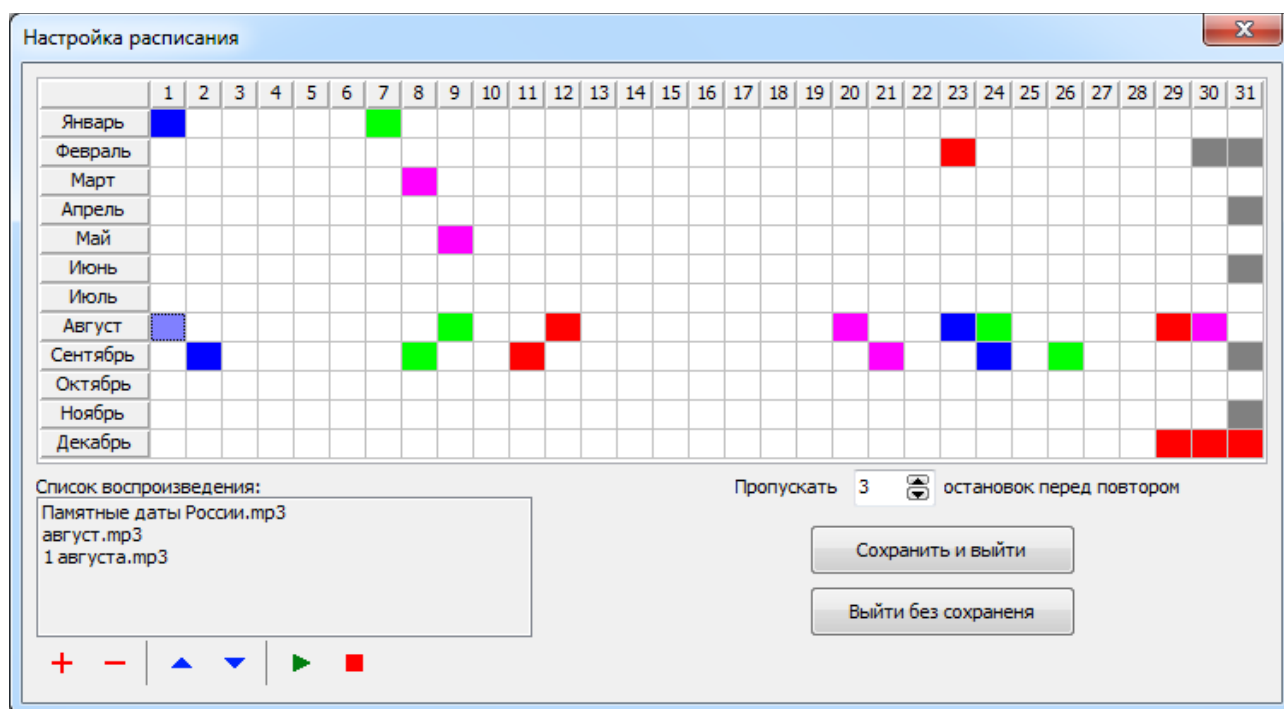 Настройка расписания
1 2 3 4 5 6 7 8 9 10 11 12 13 14 15 16 17 18 19 20 21 22 23 24 25 26 27 28 29 30 31
Январь
Февраль
Март
Апрель
Май
Июнь
Июль
Август
Сентябрь
Октябрь
Ноябрь
Декабрь
Список воспроизведения:
Памятные даты России.mp3
август.mp3
1 августа.mp3
Пропускать 3 остановок перед повтором
Сохранить и выйти
Выйти без сохраненя